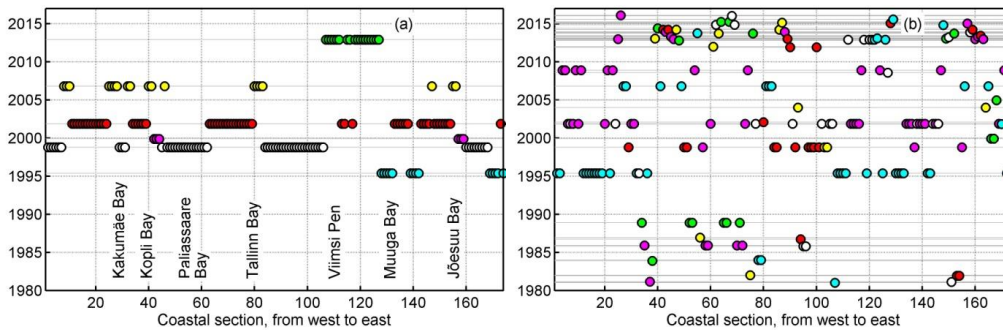 2015
2010
2005
2000
1995
1990
1985
1980
(a)
Kakumäe Bay
Kopli Bay
Paliassaare
Bay
Tallinn Bay
Viimsi Pen
Muuga Bay
Jõesuu Bay
20 40 60 80 100 120 140 160
Coastal section, from west to east
2015
2010
2005
2000
1995
1990
1985
1980
(b)
20 40 60 80 100 120 140 160
Coastal section, from west to east